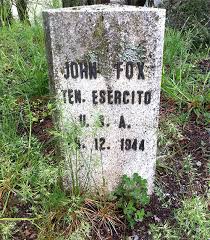 JOHN FOX
TEN. ESERCITO
U. S. A.
12. 1944